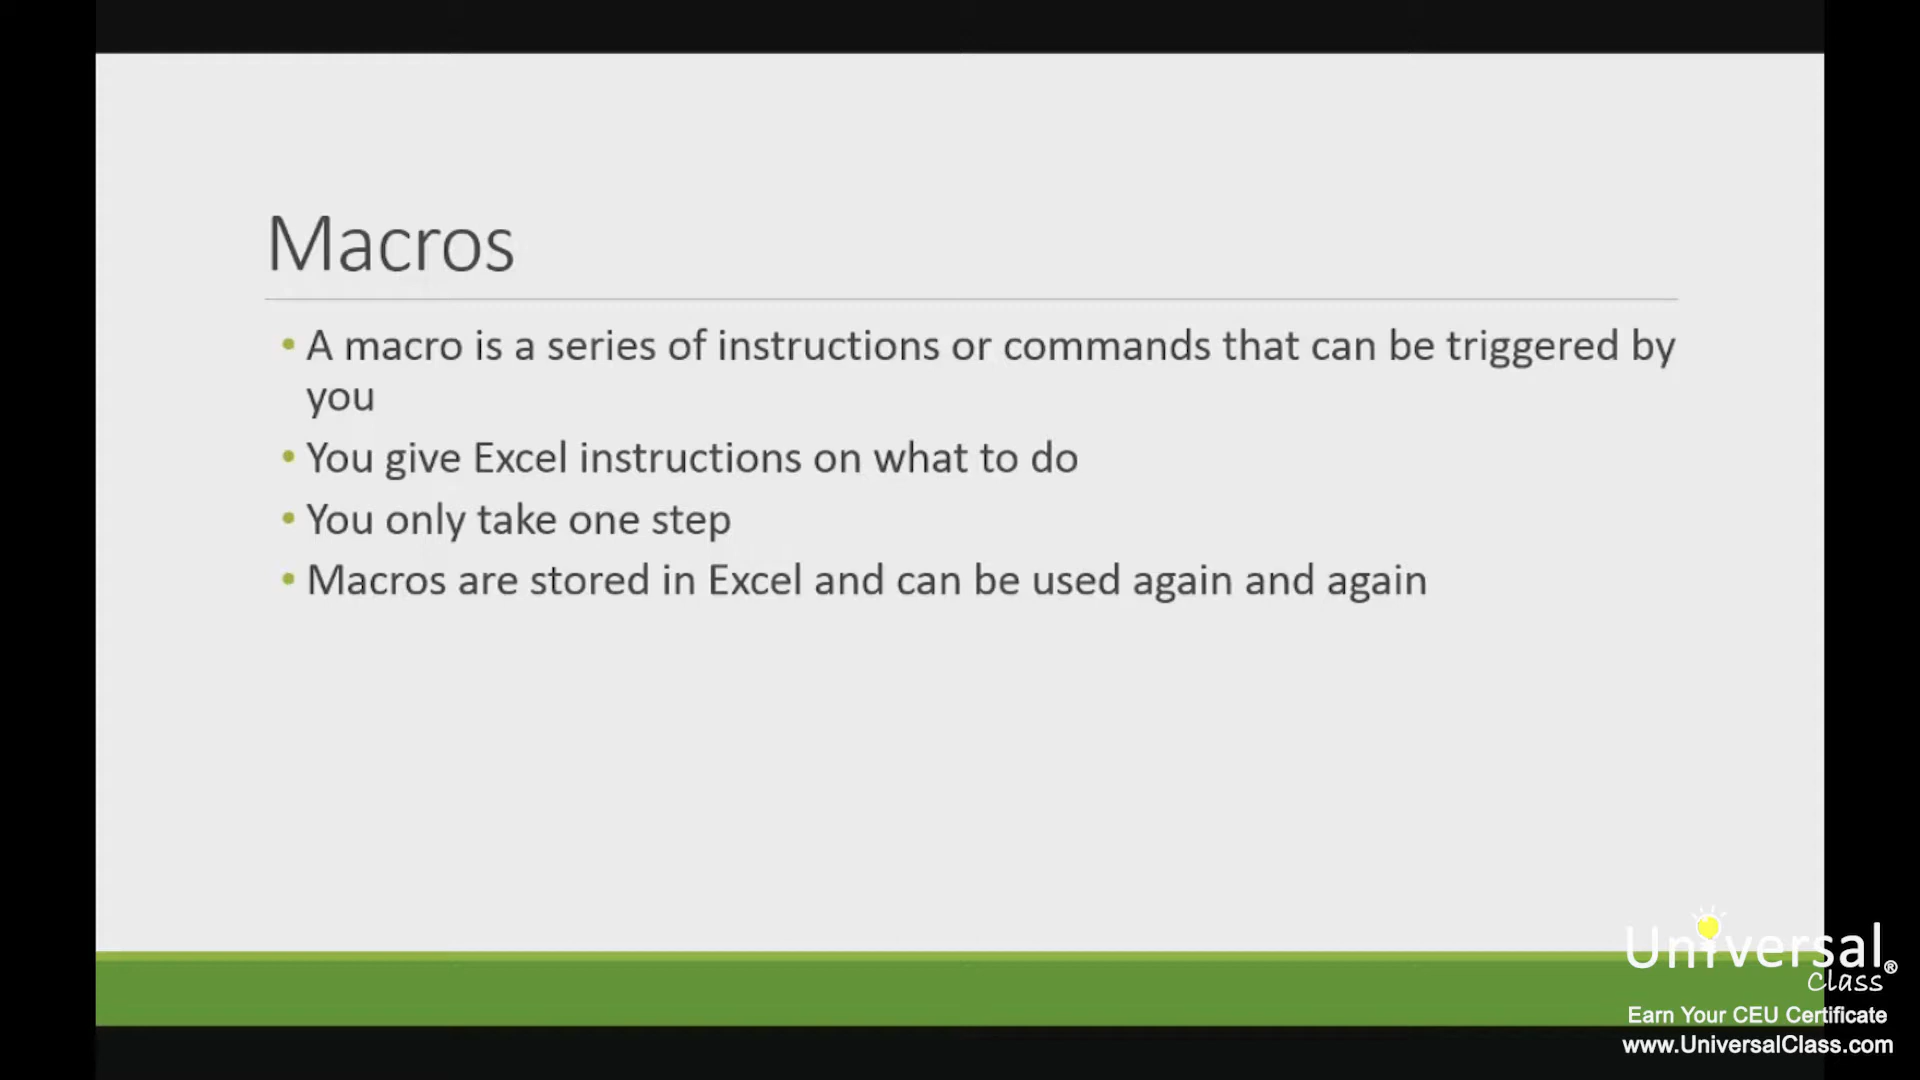 Macros
• A macro is a series of instructions or commands that can be triggered by
you
• You give Excel instructions on what to do
• You only take one step
• Macros are stored in Excel and can be used again and again
Universal®
Class
Earn Your CEU Certificate
www.UniversalClass.com